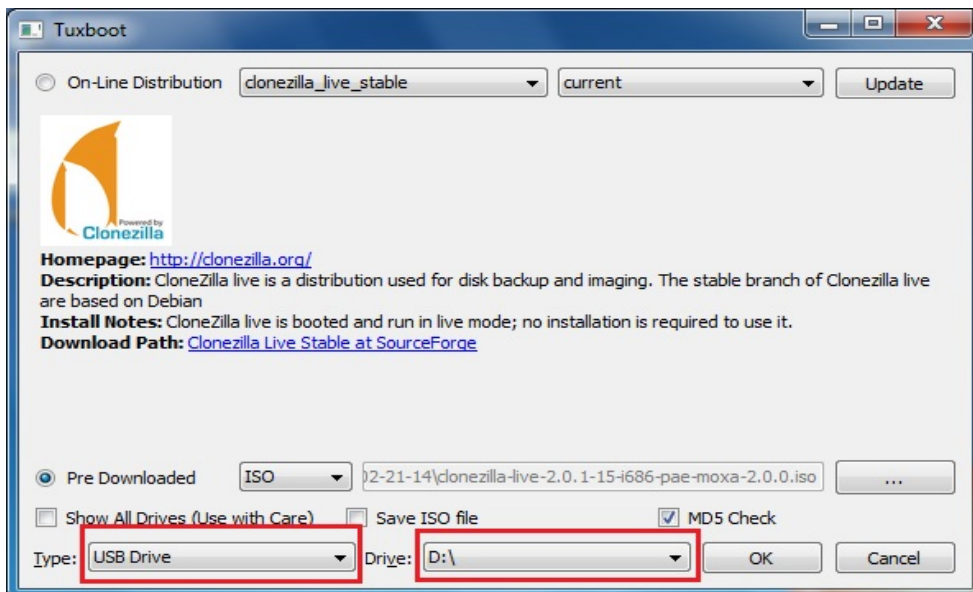 Tuxboot
On-Line Distribution clonezilla_live_stable current Update
Powered by
Clonezilla
Homepage: http://clonezilla.org/
Description: CloneZilla live is a distribution used for disk backup and imaging. The stable branch of Clonezilla live
are based on Debian
Install Notes: CloneZilla live is booted and run in live mode; no installation is required to use it.
Download Path: Clonezilla Live Stable at SourceForge
Pre Downloaded ISO 02-21-14\clonezilla-live-2.0.1-15-i686-pae-moxa-2.0.0.iso ...
Show All Drives (Use with Care) Save ISO file MD5 Check
Type: USB Drive Drive: D:\ OK Cancel